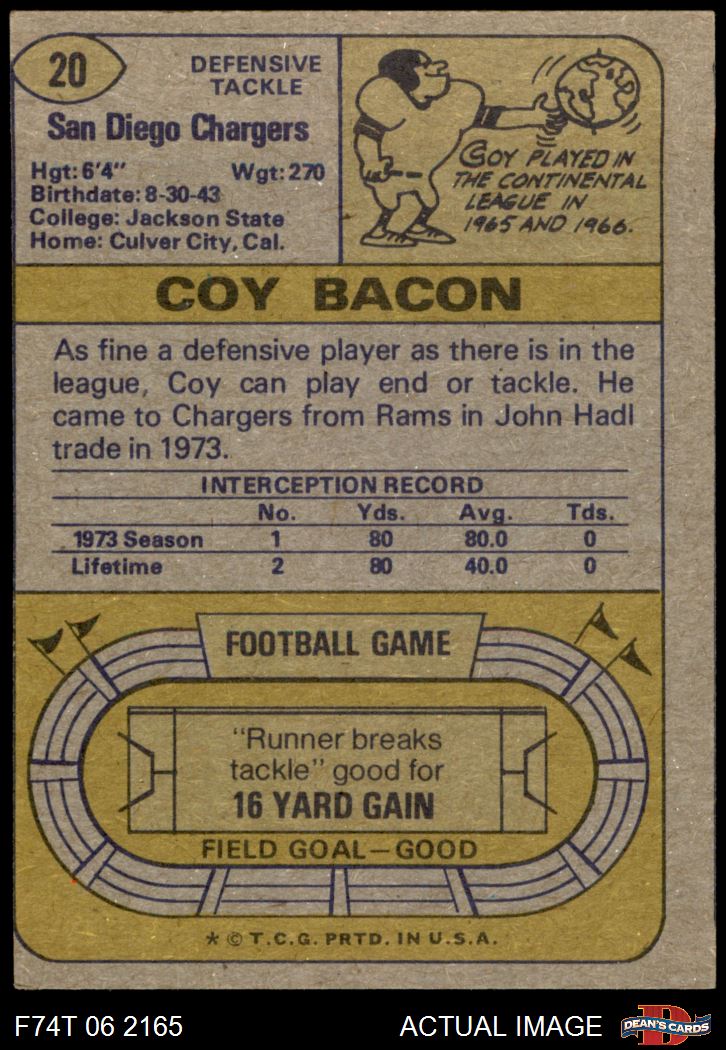 20
DEFENSIVE
TACKLE
San Diego Chargers
Hgt: 6'4" Wgt: 270
Birthdate: 8-30-43
College: Jackson State
Home: Culver City, Cal.
COY PLAYED IN
THE CONTINENTAL
LEAGUE IN
1965 AND 1966.
COY BACON
As fine a defensive player as there is in the
league, Coy can play end or tackle. He
came to Chargers from Rams in John Hadl
trade in 1973.
INTERCEPTION RECORD
No. Yds. Avg. Tds.
1973 Season 1 80 80.0 0
Lifetime 2 80 40.0 0
FOOTBALL GAME
"Runner breaks
tackle" good for
16 YARD GAIN
FIELD GOAL—GOOD
* © T.C.G. PRTD. IN U.S.A.
F74T 06 2165 ACTUAL IMAGE
D
DEAN'S CARDS